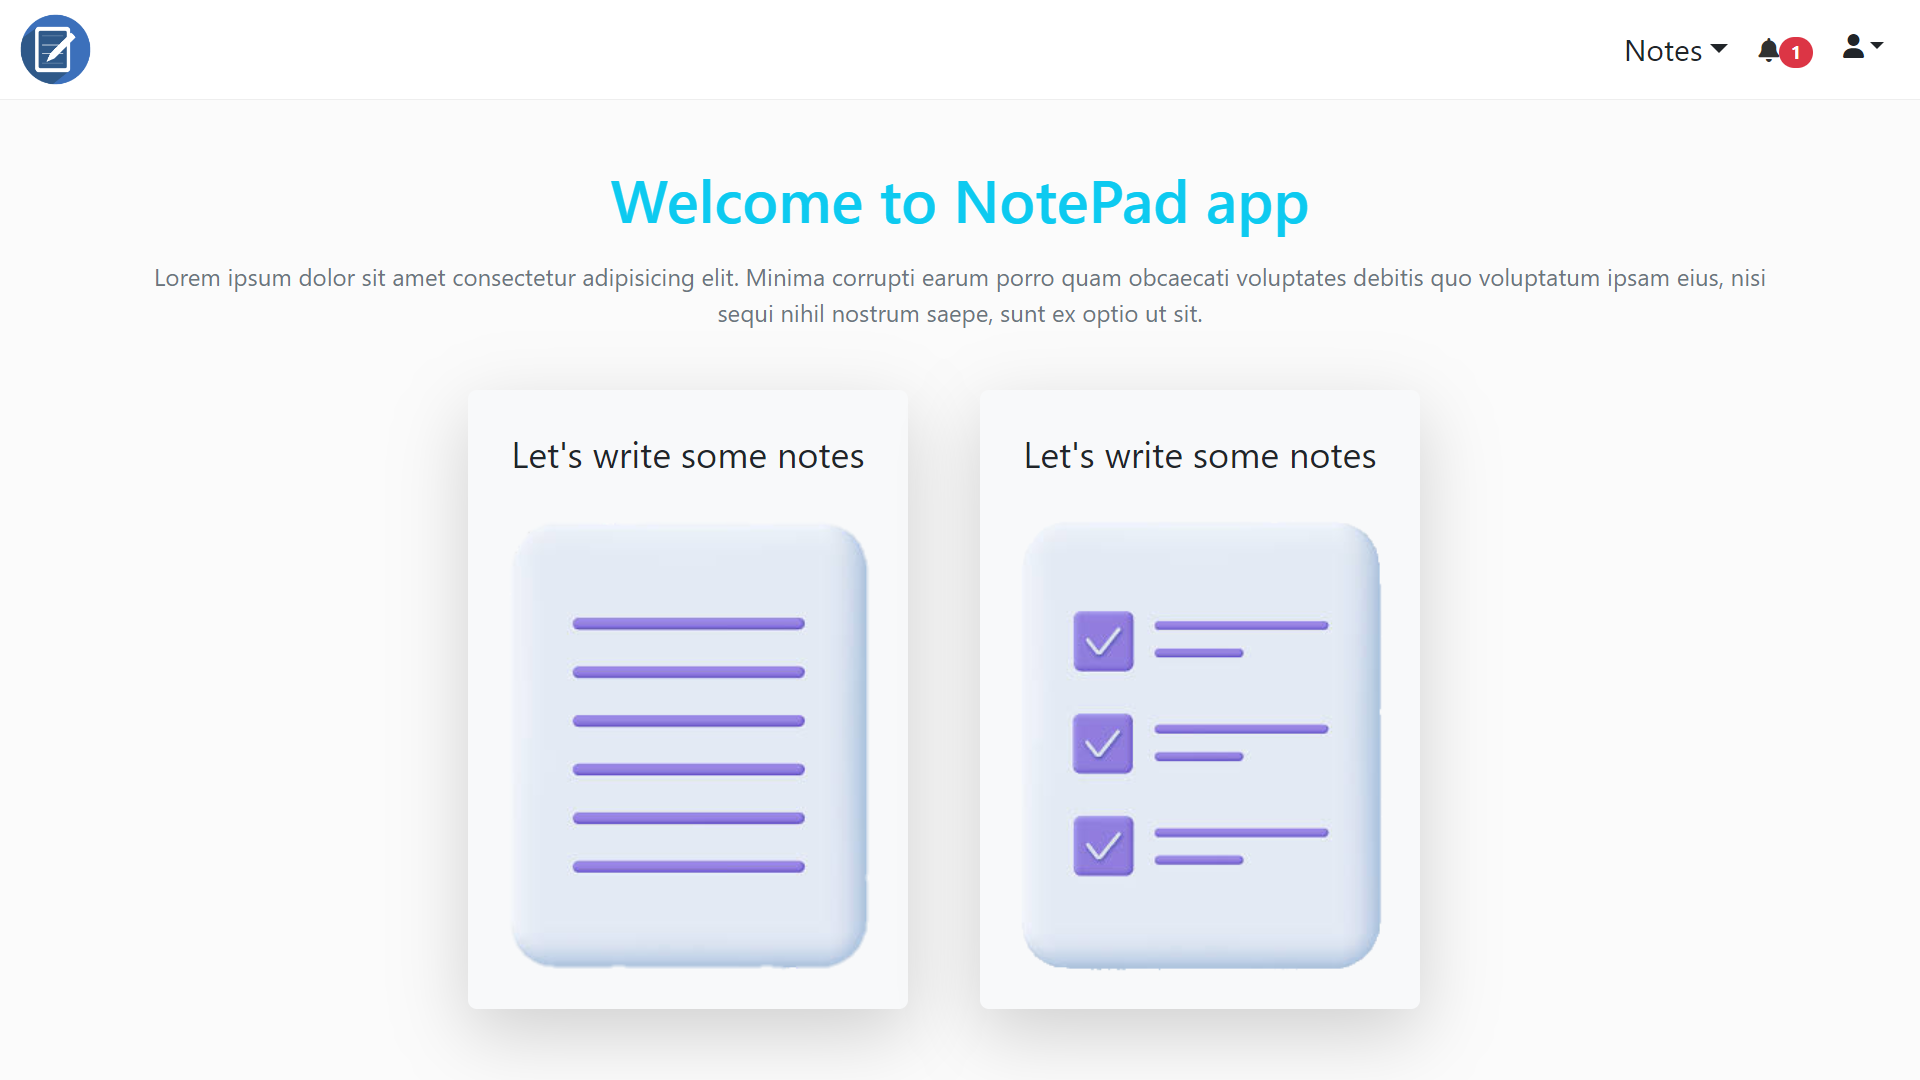 Notes
1
Welcome to NotePad app
Lorem ipsum dolor sit amet consectetur adipisicing elit. Minima corrupti earum porro quam obcaecati voluptates debitis quo voluptatum ipsam eius, nisi
sequi nihil nostrum saepe, sunt ex optio ut sit.
Let's write some notes
Let's write some notes